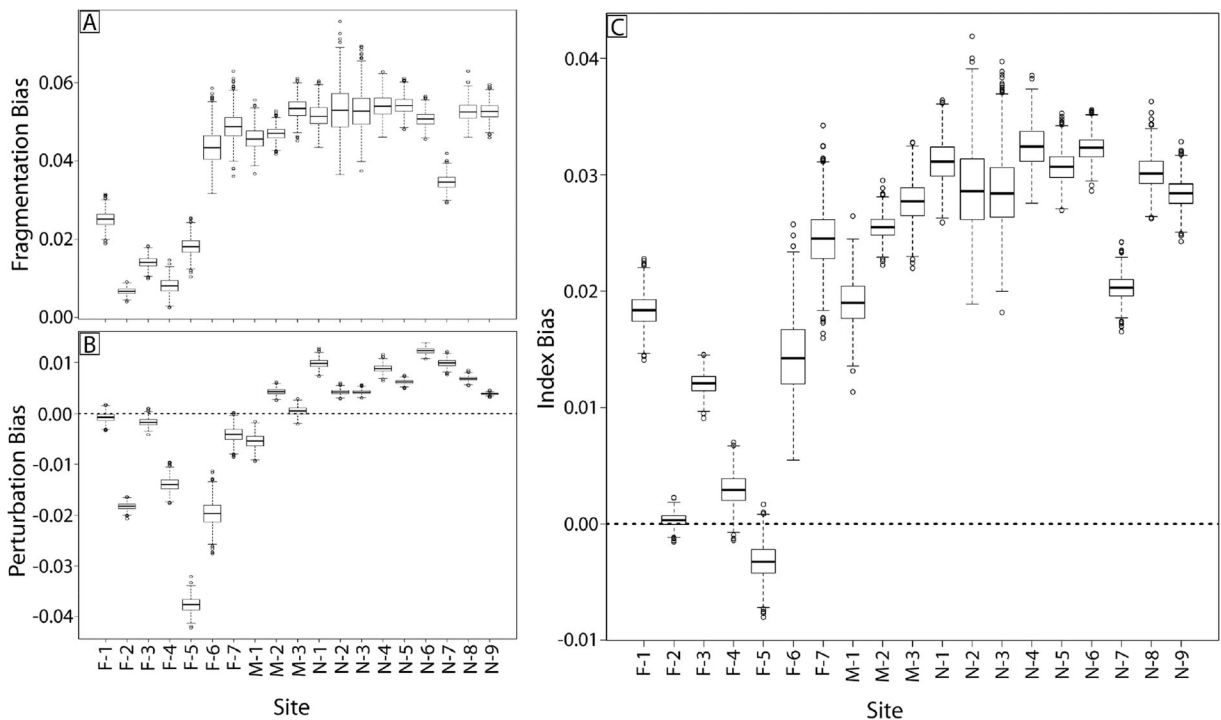 A
Fragmentation Bias
0.06
0.04
0.02
0.00
B
Perturbation Bias
0.01
0.00
-0.01
-0.02
-0.03
-0.04
F-1 F-2 F-3 F-4 F-5 F-6 F-7 M-1 M-2 M-3 N-1 N-2 N-3 N-4 N-5 N-6 N-7 N-8 N-9
Site
C
Index Bias
0.04
0.03
0.02
0.01
0.00
-0.01
F-1 F-2 F-3 F-4 F-5 F-6 F-7 M-1 M-2 M-3 N-1 N-2 N-3 N-4 N-5 N-6 N-7 N-8 N-9
Site